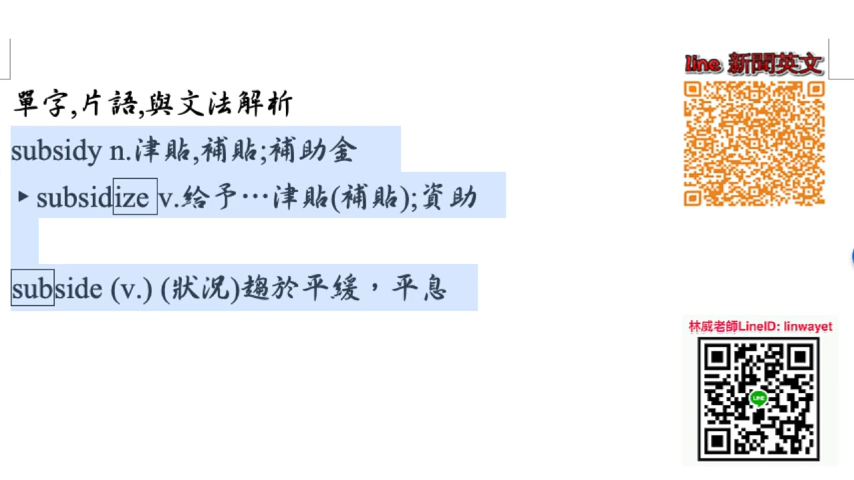 line 新聞英文
單字,片語,與文法解析
subsidy n.津貼,補貼;補助金
▸ subsidize v.給予⋯津貼(補貼);資助
subside (v.) (狀況)趨於平緩，平息
林威老師LineID: linwayet
LINE